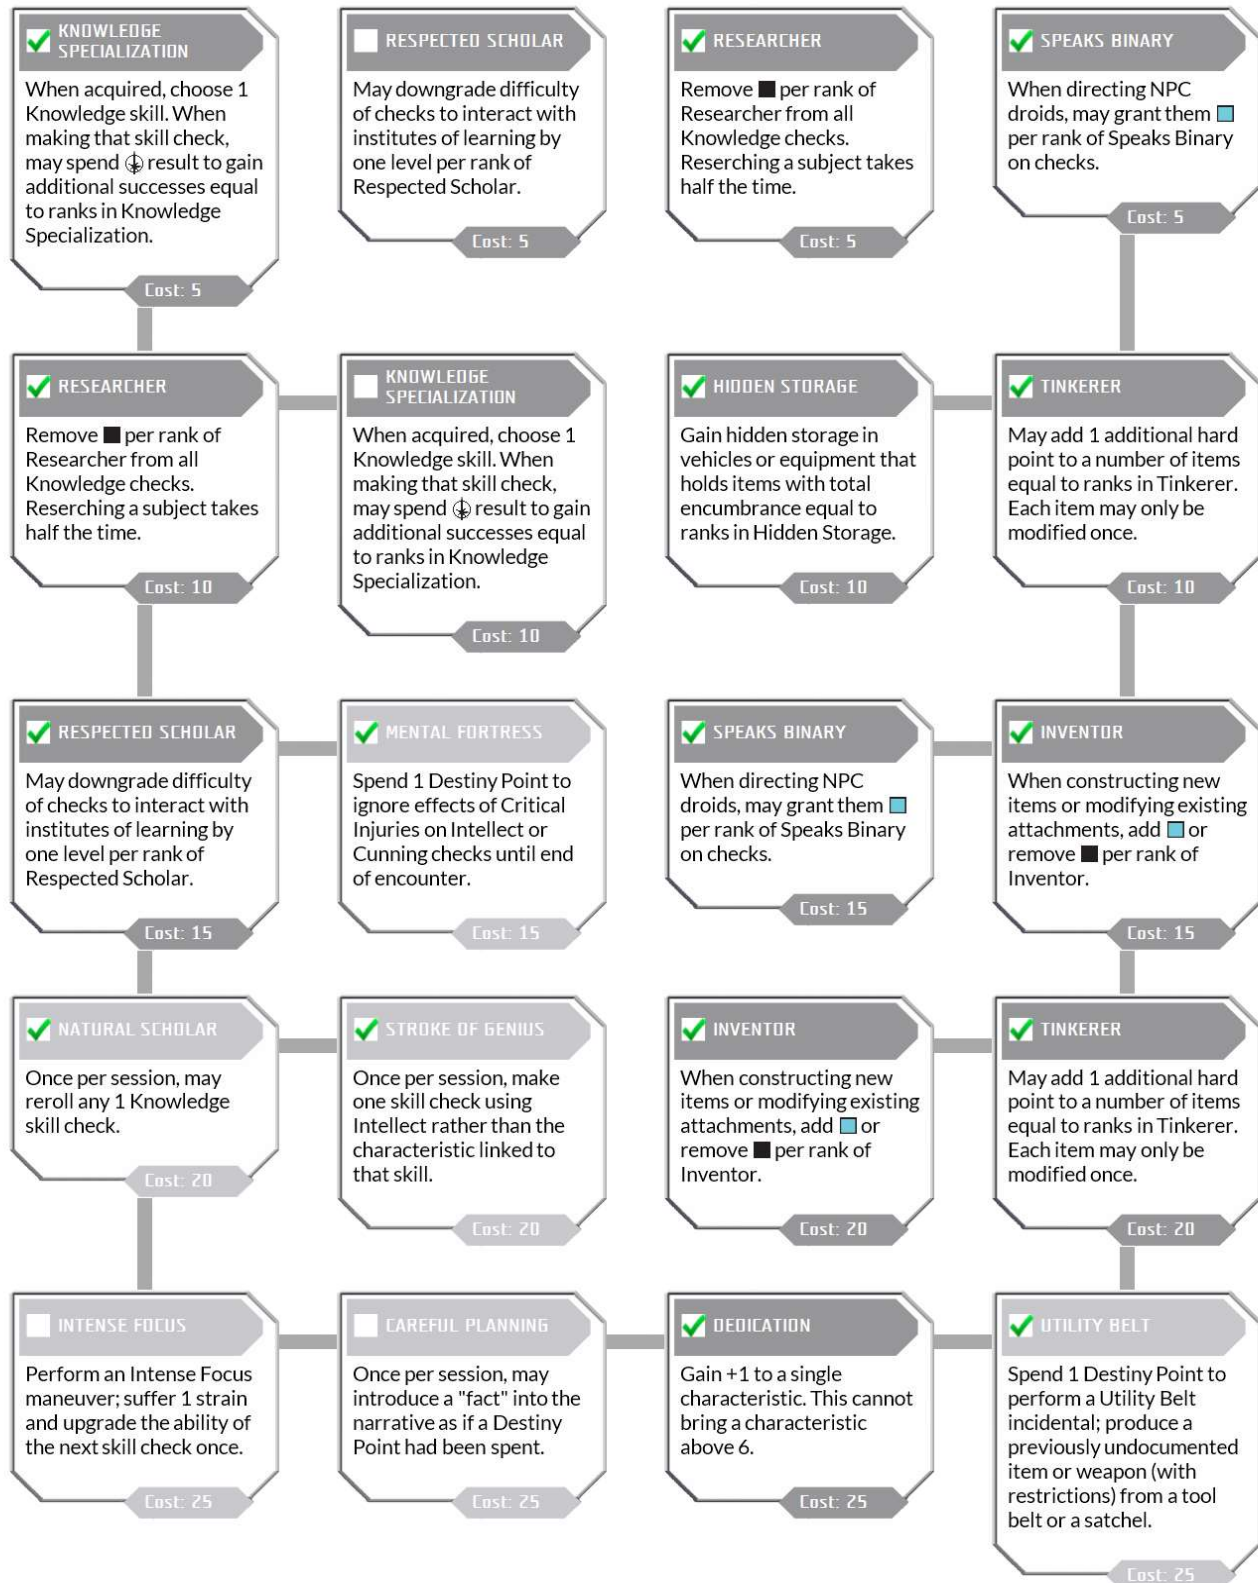 KNOWLEDGE
SPECIALIZATION
When acquired, choose 1
Knowledge skill. When
making that skill check,
may spend result to gain
additional successes equal
to ranks in Knowledge
Specialization.
Cost: 5
RESPECTED SCHOLAR
May downgrade difficulty
of checks to interact with
institutes of learning by
one level per rank of
Respected Scholar.
Cost: 5
RESEARCHER
Remove per rank of
Researcher from all
Knowledge checks.
Reserching a subject takes
half the time.
Cost: 5
SPEAKS BINARY
When directing NPC
droids, may grant them
per rank of Speaks Binary
on checks.
Cost: 5
RESEARCHER
Remove per rank of
Researcher from all
Knowledge checks.
Reserching a subject takes
half the time.
Cost: 10
KNOWLEDGE
SPECIALIZATION
When acquired, choose 1
Knowledge skill. When
making that skill check,
may spend result to gain
additional successes equal
to ranks in Knowledge
Specialization.
Cost: 10
HIDDEN STORAGE
Gain hidden storage in
vehicles or equipment that
holds items with total
encumbrance equal to
ranks in Hidden Storage.
Cost: 10
TINKERER
May add 1 additional hard
point to a number of items
equal to ranks in Tinkerer.
Each item may only be
modified once.
Cost: 10
RESPECTED SCHOLAR
May downgrade difficulty
of checks to interact with
institutes of learning by
one level per rank of
Respected Scholar.
Cost: 15
MENTAL FORTRESS
Spend 1 Destiny Point to
ignore effects of Critical
Injuries on Intellect or
Cunning checks until end
of encounter.
Cost: 15
SPEAKS BINARY
When directing NPC
droids, may grant them
per rank of Speaks Binary
on checks.
Cost: 15
INVENTOR
When constructing new
items or modifying existing
attachments, add or
remove per rank of
Inventor.
Cost: 15
NATURAL SCHOLAR
Once per session, may
reroll any 1 Knowledge
skill check.
Cost: 20
STROKE OF GENIUS
Once per session, make
one skill check using
Intellect rather than the
characteristic linked to
that skill.
Cost: 20
INVENTOR
When constructing new
items or modifying existing
attachments, add or
remove per rank of
Inventor.
Cost: 20
TINKERER
May add 1 additional hard
point to a number of items
equal to ranks in Tinkerer.
Each item may only be
modified once.
Cost: 20
INTENSE FOCUS
Perform an Intense Focus
maneuver; suffer 1 strain
and upgrade the ability of
the next skill check once.
Cost: 25
CAREFUL PLANNING
Once per session, may
introduce a "fact" into the
narrative as if a Destiny
Point had been spent.
Cost: 25
DEDICATION
Gain +1 to a single
characteristic. This cannot
bring a characteristic
above 6.
Cost: 25
UTILITY BELT
Spend 1 Destiny Point to
perform a Utility Belt
incidental; produce a
previously undocumented
item or weapon (with
restrictions) from a tool
belt or a satchel.
Cost: 25